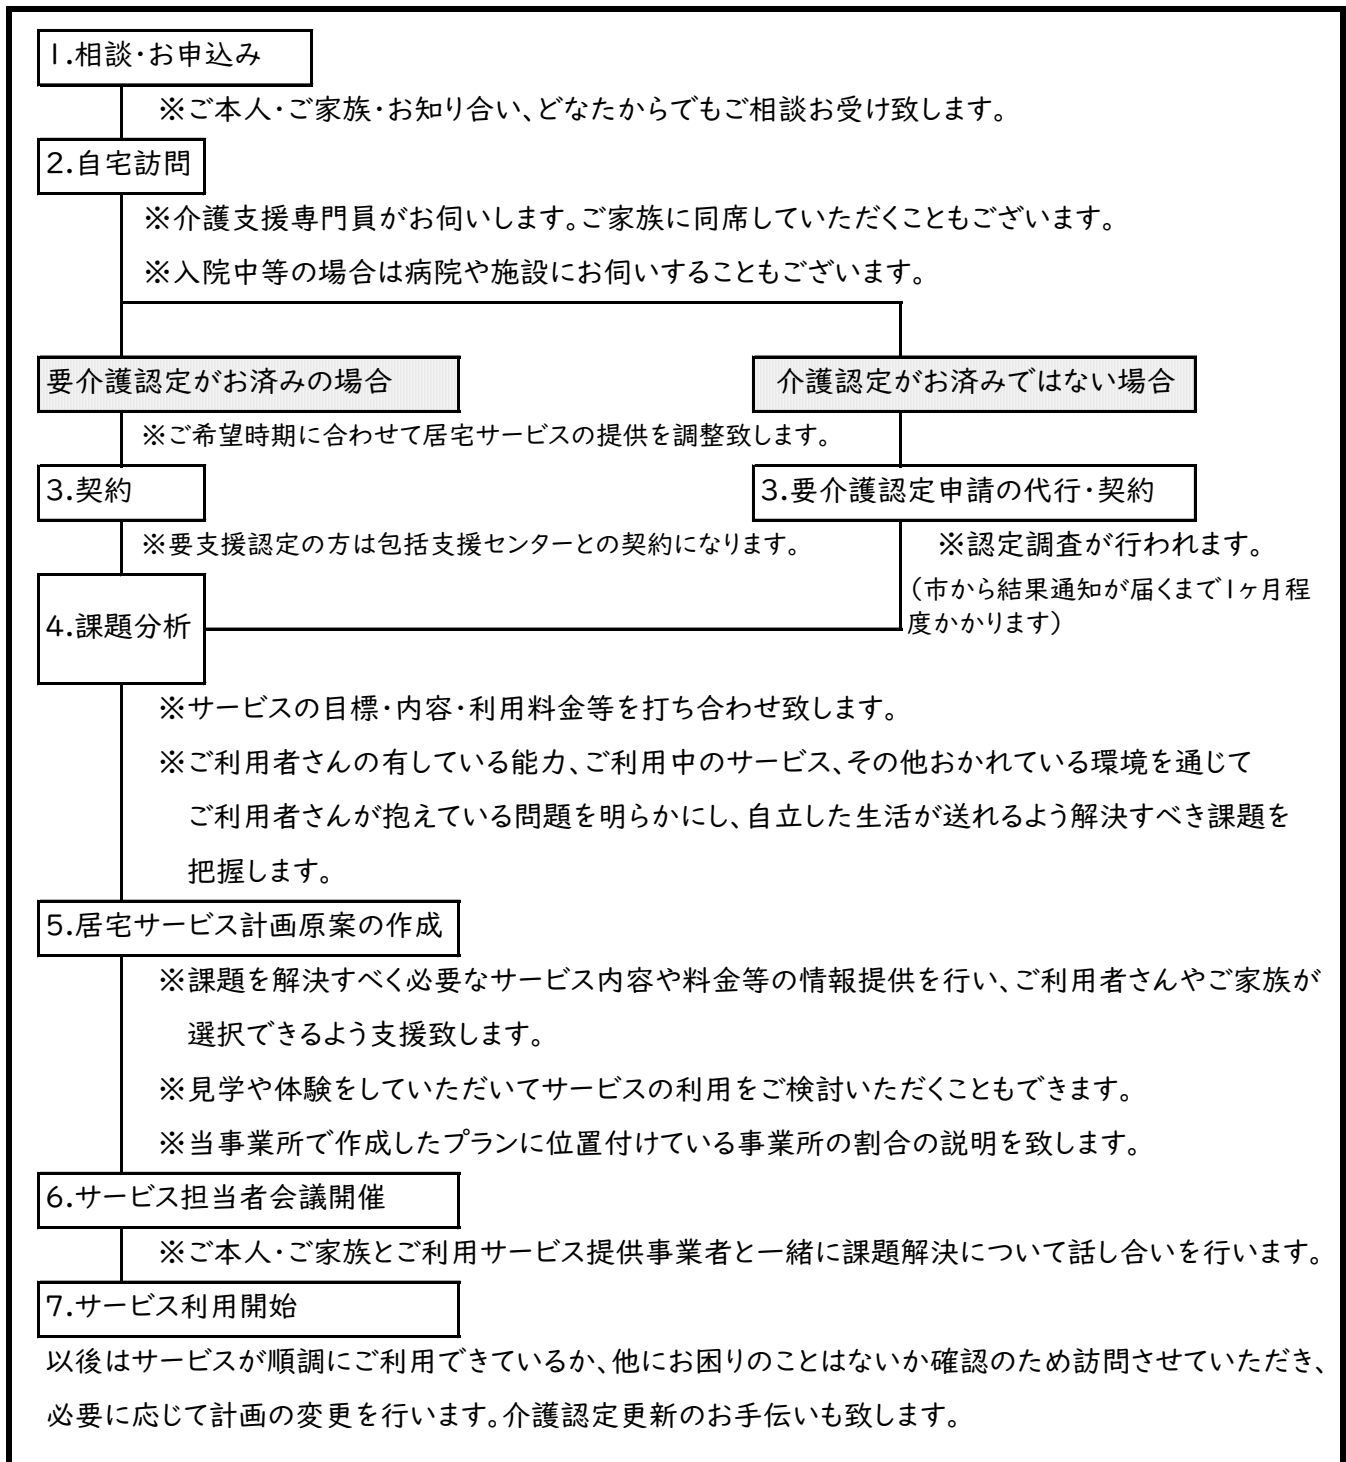 1.相談・お申込み
※ご本人・ご家族・お知り合い、どなたからでもご相談お受け致します。
2.自宅訪問
※介護支援専門員がお伺いします。ご家族に同席していただくこともございます。
※入院中等の場合は病院や施設にお伺いすることもございます。
要介護認定がお済みの場合
介護認定がお済みではない場合
※ご希望時期に合わせて居宅サービスの提供を調整致します。
3.契約
3.要介護認定申請の代行・契約
※要支援認定の方は包括支援センターとの契約になります。
※認定調査が行われます。
(市から結果通知が届くまで1ヶ月程
度かかります)
4.課題分析
※サービスの目標・内容・利用料金等を打ち合わせ致します。
※ご利用者さんの有している能力、ご利用中のサービス、その他おかれている環境を通じて
ご利用者さんが抱えている問題を明らかにし、自立した生活が送れるよう解決すべき課題を
把握します。
5.居宅サービス計画原案の作成
※課題を解決すべく必要なサービス内容や料金等の情報提供を行い、ご利用者さんやご家族が
選択できるよう支援致します。
※見学や体験をしていただいてサービスの利用をご検討いただくこともできます。
※当事業所で作成したプランに位置付けている事業所の割合の説明を致します。
6.サービス担当者会議開催
※ご本人・ご家族とご利用サービス提供事業者と一緒に課題解決について話し合いを行います。
7.サービス利用開始
以後はサービスが順調にご利用できているか、他にお困りのことはないか確認のため訪問させていただき、
必要に応じて計画の変更を行います。介護認定更新のお手伝いも致します。